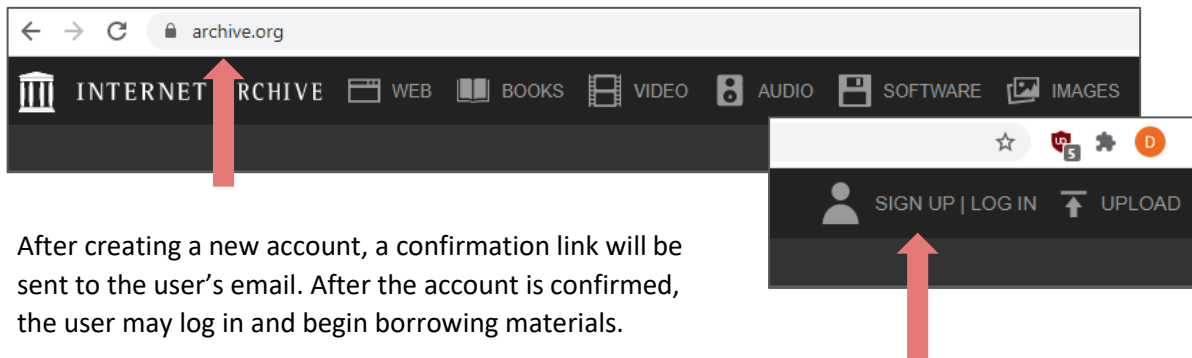 archive.org
INTERNET RCHIVE WEB BOOKS VIDEO AUDIO SOFTWARE IMAGES
5 D
SIGN UP | LOG IN UPLOAD
After creating a new account, a confirmation link will be
sent to the user’s email. After the account is confirmed,
the user may log in and begin borrowing materials.